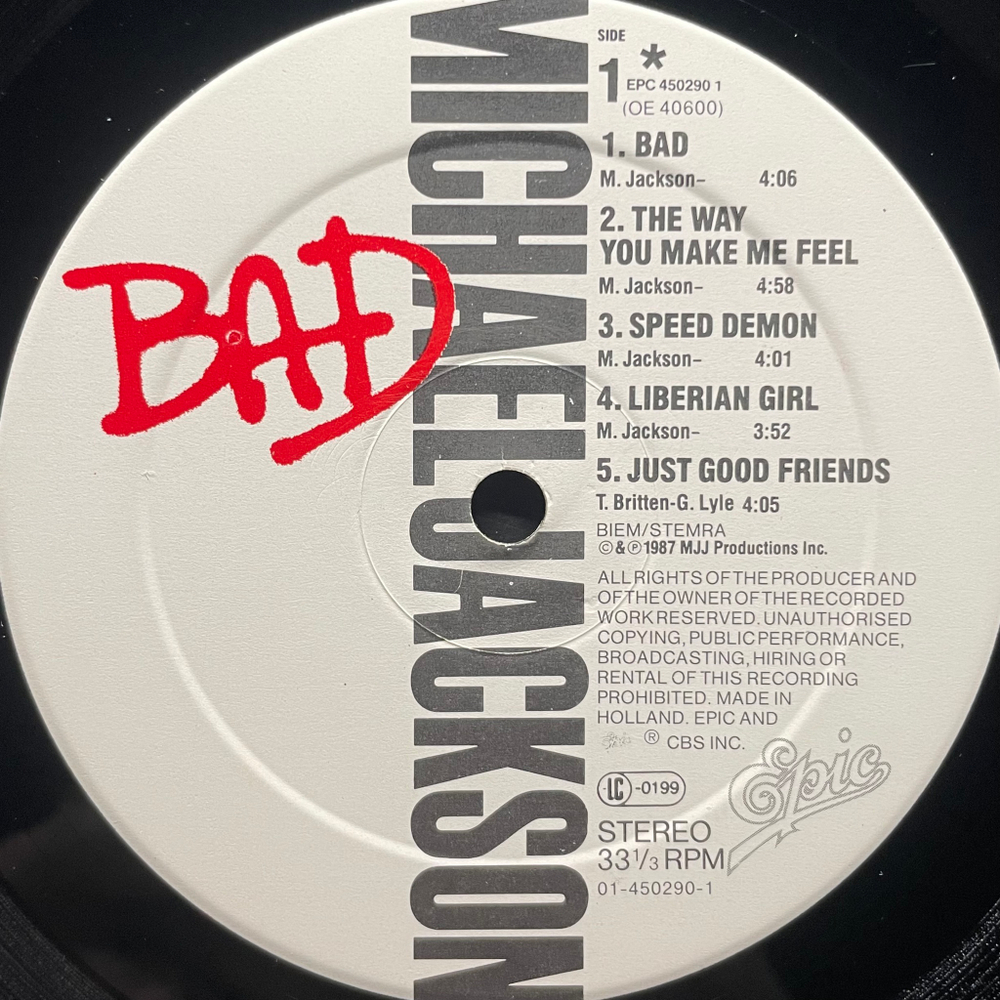 MICHAEL JACKSON
BAD
SIDE
1 *
EPC 450290 1
(OE 40600)
1. BAD
M. Jackson– 4:06
2. THE WAY
YOU MAKE ME FEEL
M. Jackson– 4:58
3. SPEED DEMON
M. Jackson– 4:01
4. LIBERIAN GIRL
M. Jackson– 3:52
5. JUST GOOD FRIENDS
T. Britten-G. Lyle 4:05
BIEM/STEMRA
©&℗1987 MJJ Productions Inc.
ALL RIGHTS OF THE PRODUCER AND
OF THE OWNER OF THE RECORDED
WORK RESERVED. UNAUTHORISED
COPYING, PUBLIC PERFORMANCE,
BROADCASTING, HIRING OR
RENTAL OF THIS RECORDING
PROHIBITED. MADE IN
HOLLAND. EPIC AND
® CBS INC.
Epic
LC -0199
STEREO
33 1/3 RPM
01-450290-1